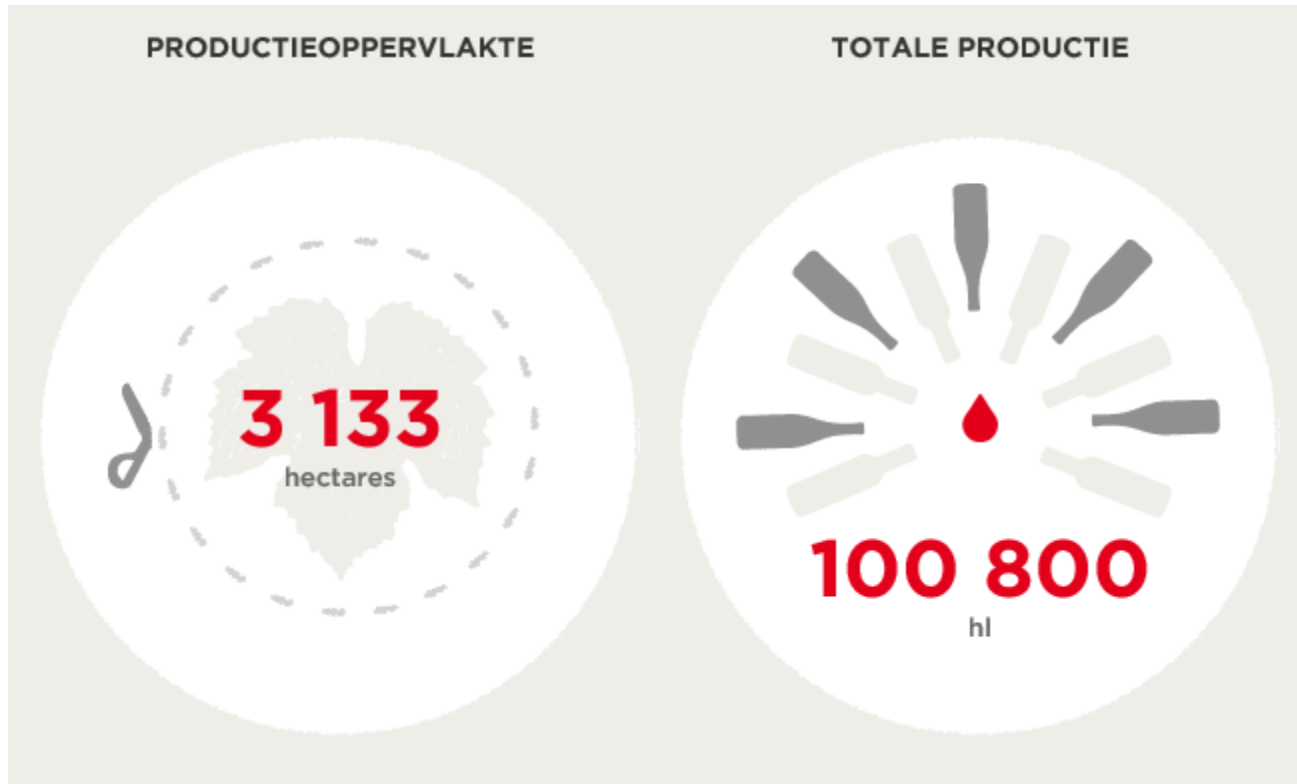 PRODUCTIEOPPERVLAKTE
3 133
hectares
TOTALE PRODUCTIE
100 800
hl